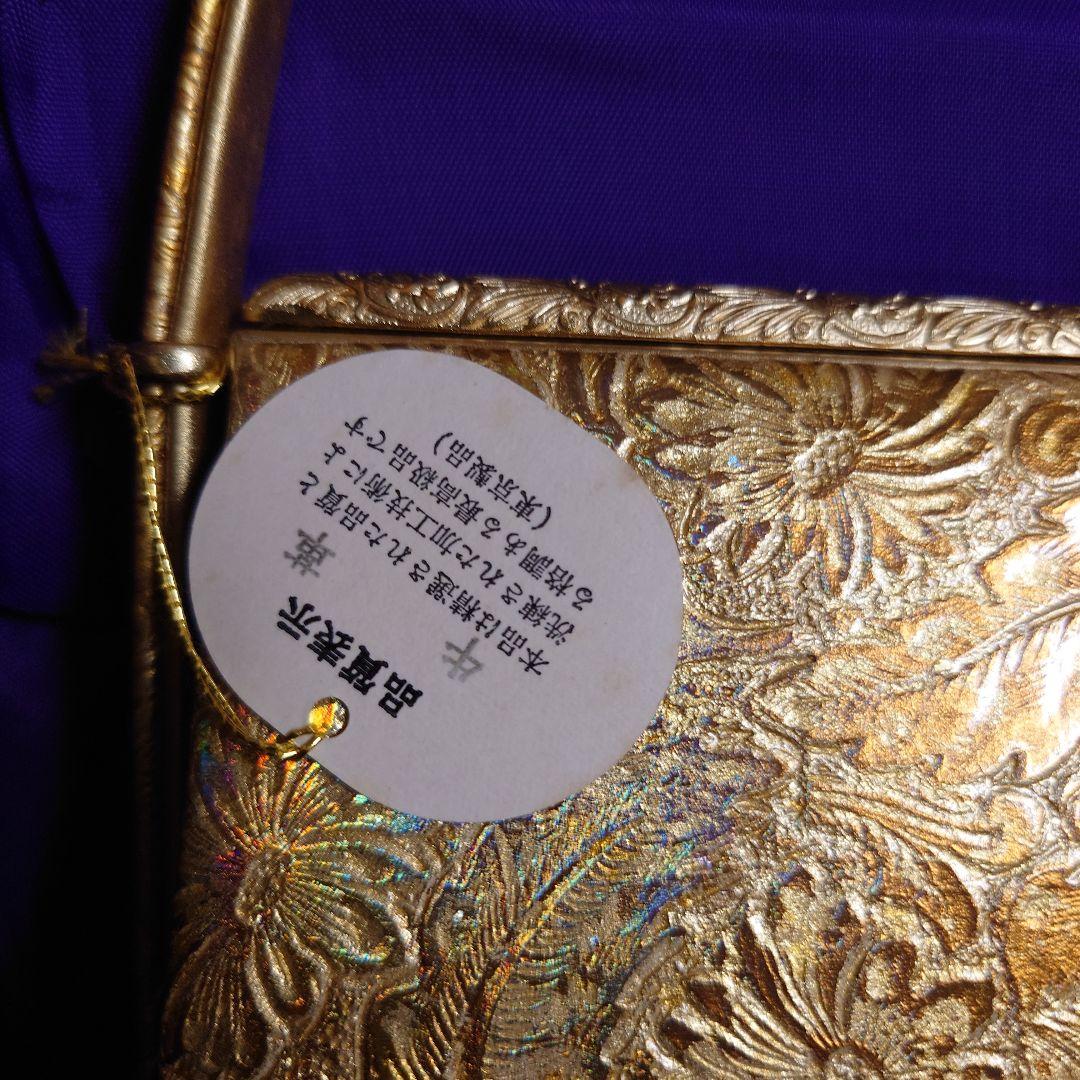 品質表示
牛　革
本品は精選された品質と
洗練された加工技術によ
る格調ある最高級品です
（東京製品）